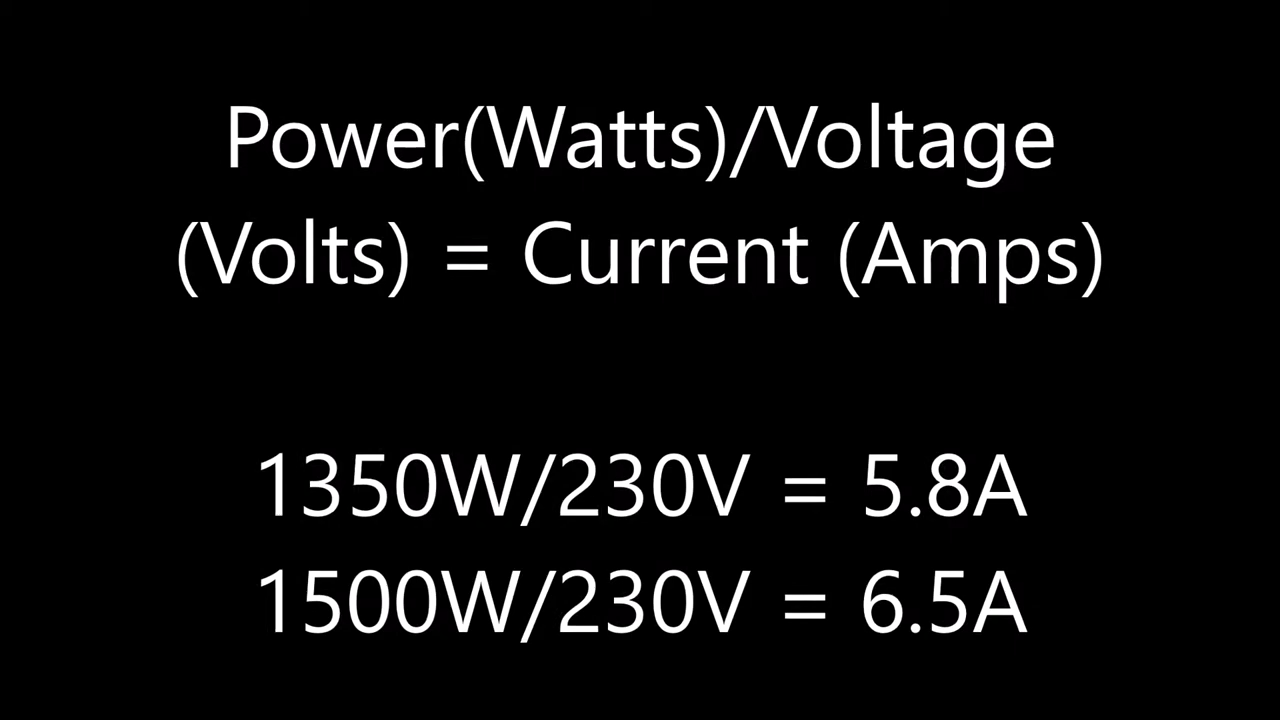 Power(Watts)/Voltage
(Volts) = Current (Amps)
1350W/230V = 5.8A
1500W/230V = 6.5A